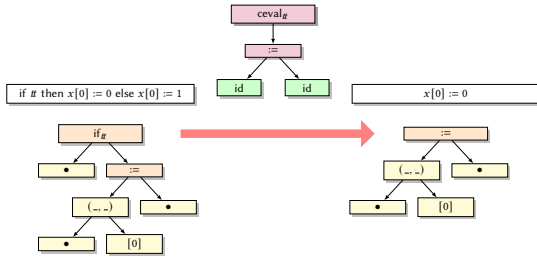 ceval_tt
:=
id id
if tt then x[0] := 0 else x[0] := 1
x[0] := 0
if_tt
:=
• :=
(_, _) •
(_, _) •
• [0]
• [0]